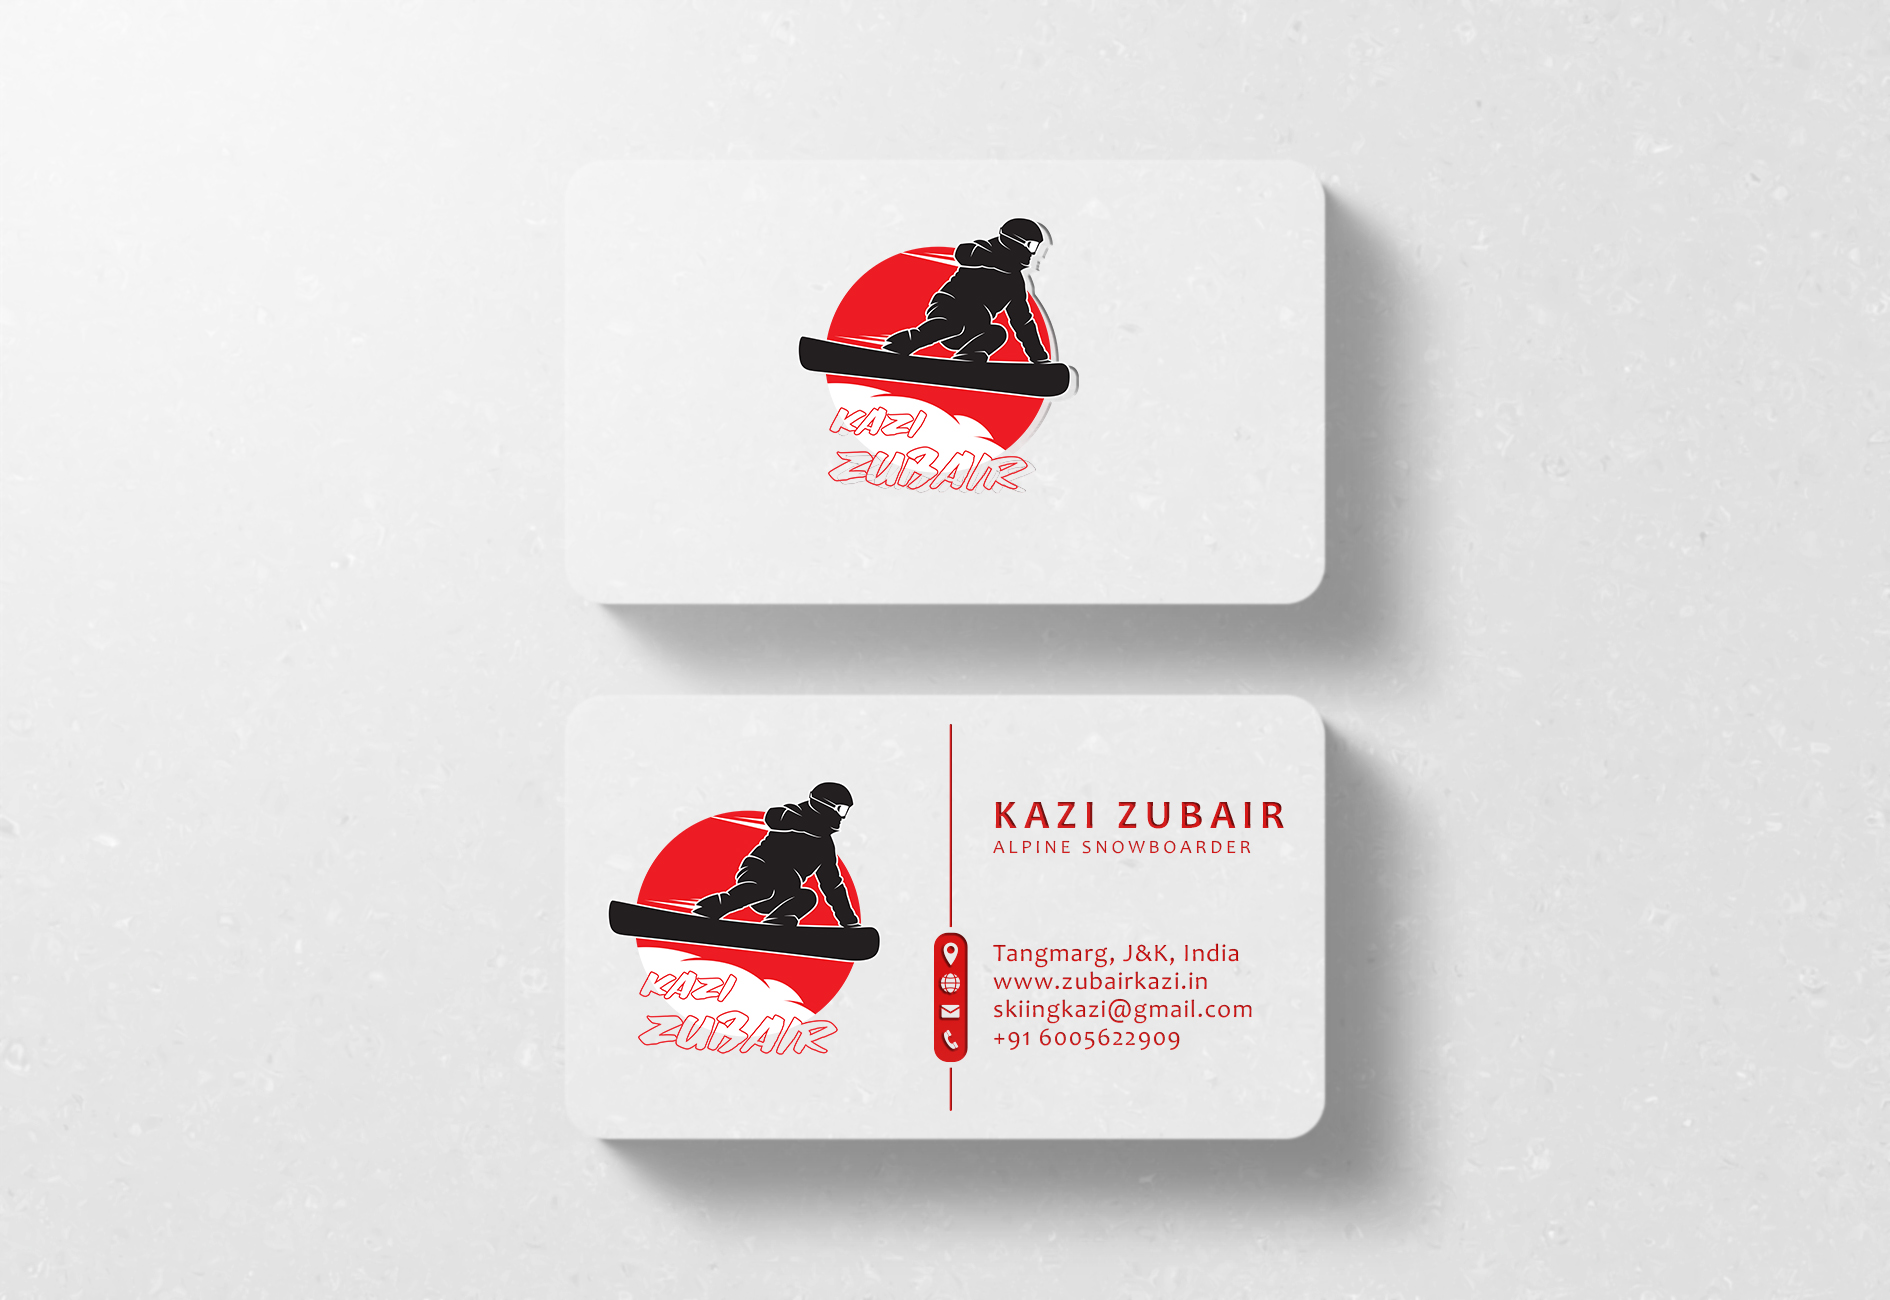 KAZI
ZUBAIR
KAZI
ZUBAIR
KAZI ZUBAIR
ALPINE SNOWBOARDER
Tangmarg, J&K, India
www.zubairkazi.in
skiingkazi@gmail.com
+91 6005622909